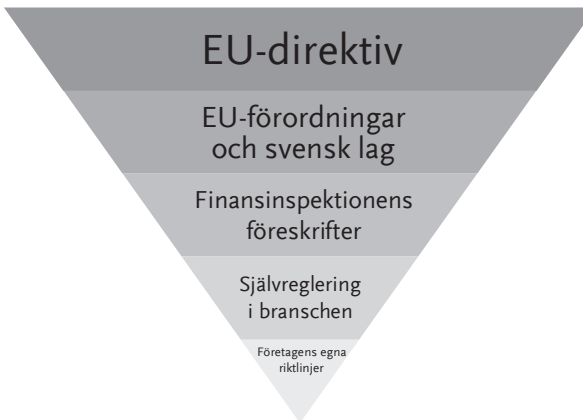 EU-direktiv
EU-förordningar
och svensk lag
Finansinspektionens
föreskrifter
Självreglering
i branschen
Företagens egna
riktlinjer